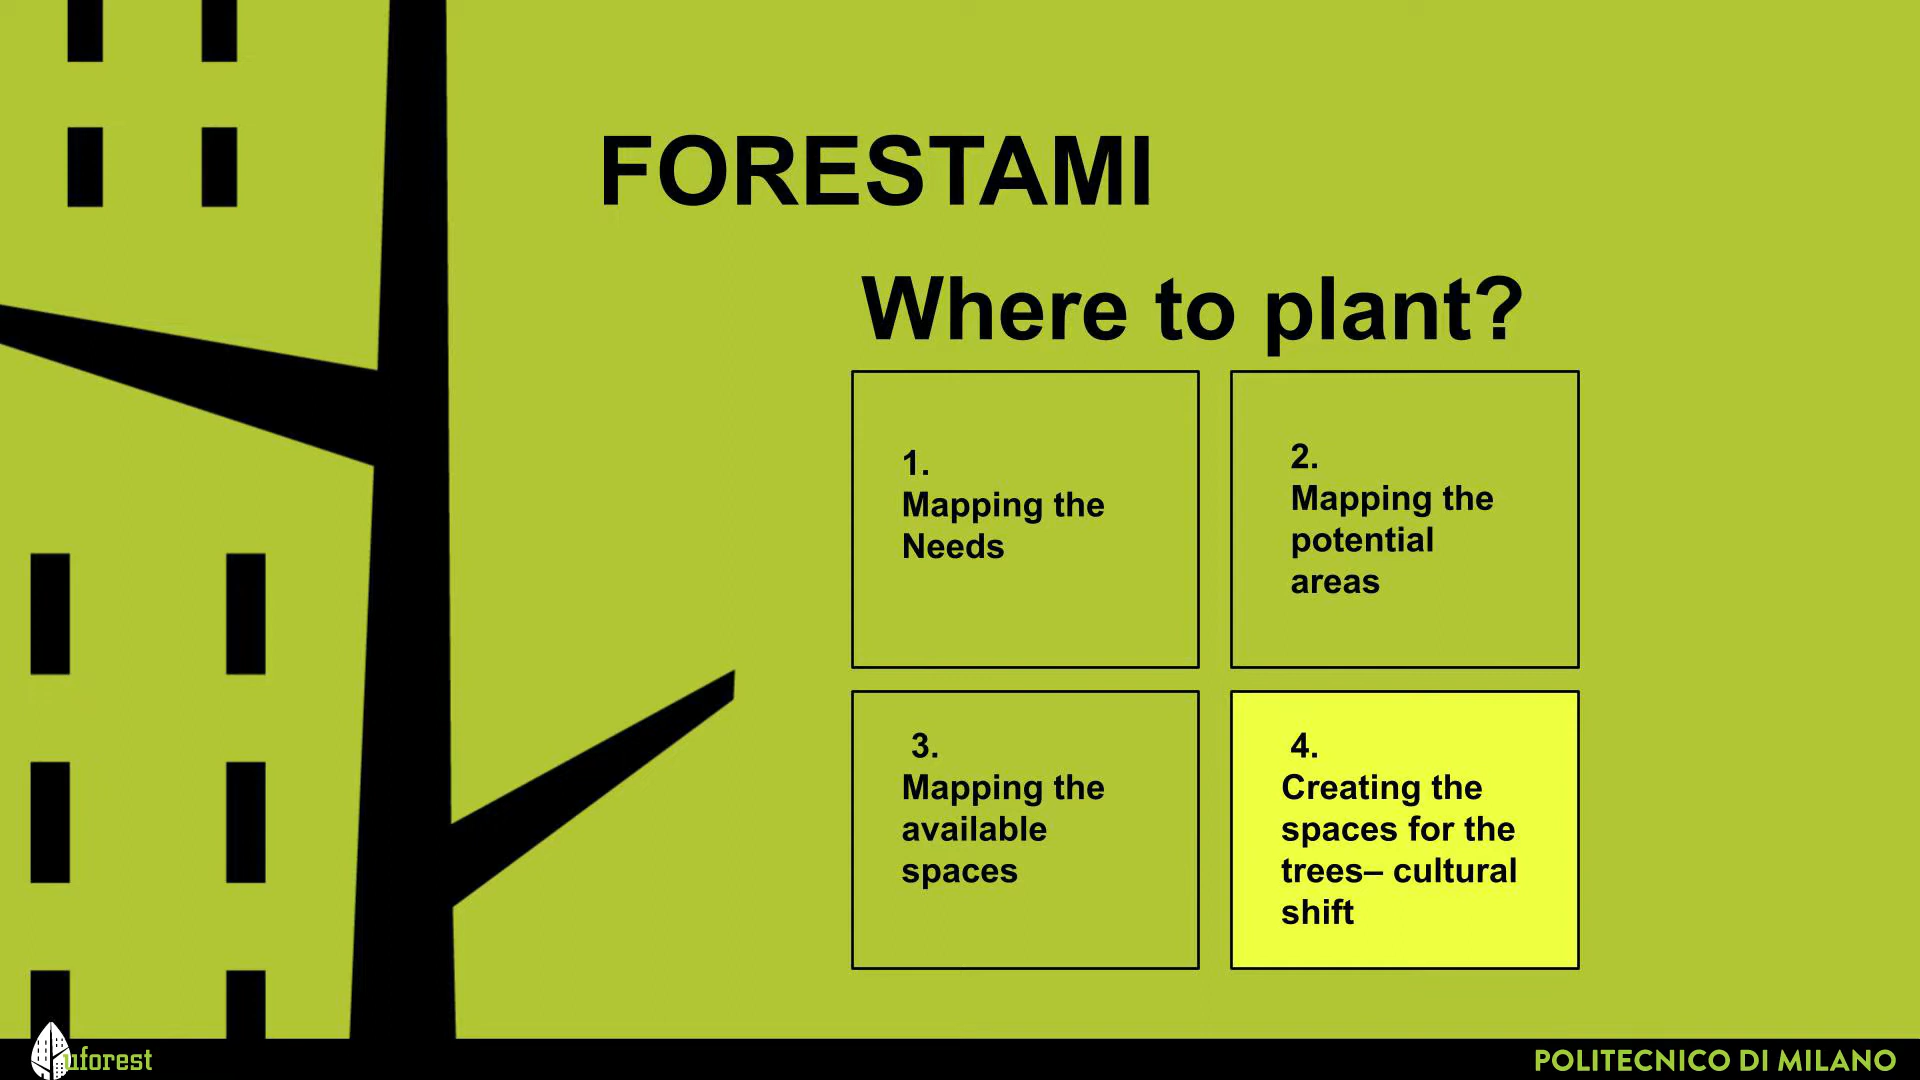 FORESTAMI
Where to plant?
1.
Mapping the
Needs
2.
Mapping the
potential
areas
3.
Mapping the
available
spaces
4.
Creating the
spaces for the
trees– cultural
shift
uforest
POLITECNICO DI MILANO